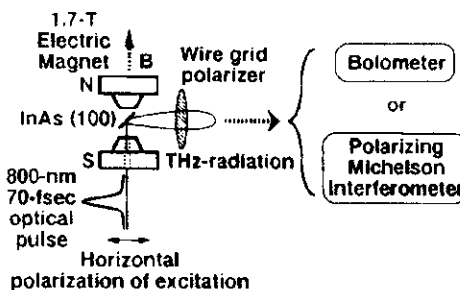 1.7-T
Electric
Magnet
B
N
Wire grid
polarizer
InAs (100)
S
THz-radiation
800-nm
70-fsec
optical
pulse
Horizontal
polarization of excitation
Bolometer
or
Polarizing
Michelson
Interferometer